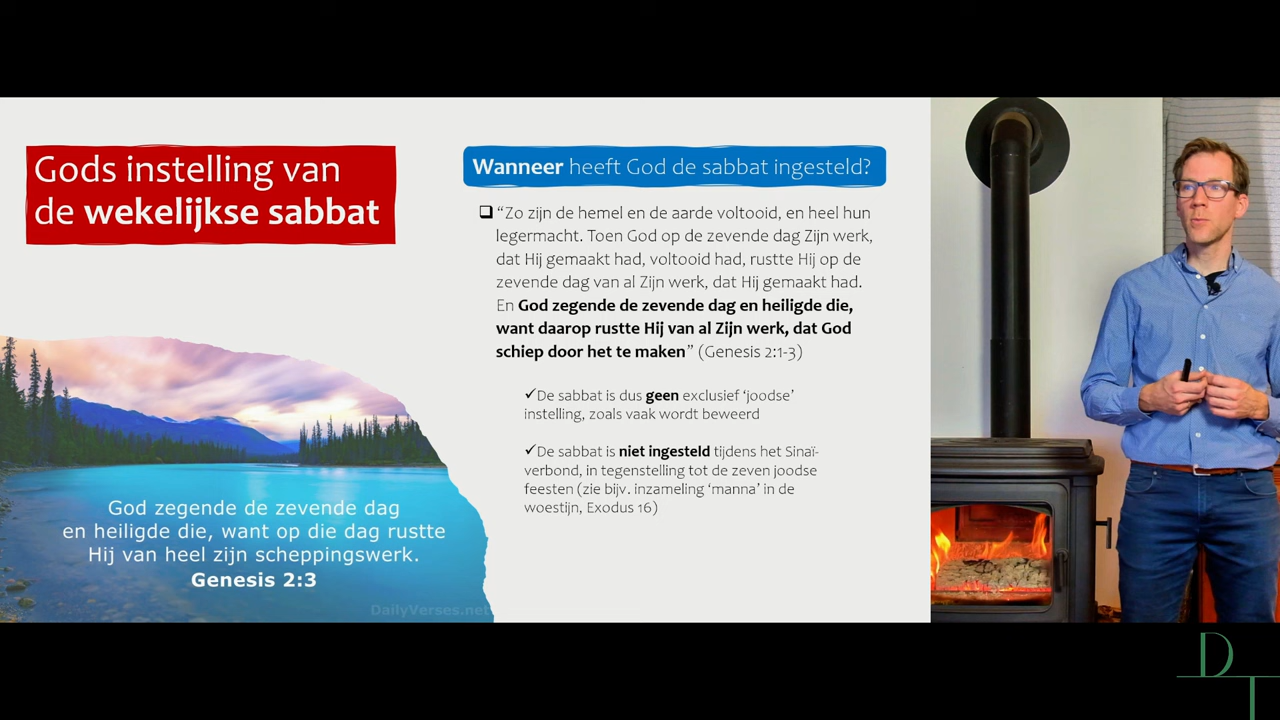 Gods instelling van
de wekelijkse sabbat
Wanneer heeft God de sabbat ingesteld?
“Zo zijn de hemel en de aarde voltooid, en heel hun
legermacht. Toen God op de zevende dag Zijn werk,
dat Hij gemaakt had, voltooid had, rustte Hij op de
zevende dag van al Zijn werk, dat Hij gemaakt had.
En God zegende de zevende dag en heiligde die,
want daarop rustte Hij van al Zijn werk, dat God
schiep door het te maken” (Genesis 2:1-3)
✓De sabbat is dus geen exclusief ‘joodse’
instelling, zoals vaak wordt beweerd
✓De sabbat is niet ingesteld tijdens het Sinaï-
verbond, in tegenstelling tot de zeven joodse
feesten (zie bijv. inzameling ‘manna’ in de
woestijn, Exodus 16)
God zegende de zevende dag
en heiligde die, want op die dag rustte
Hij van heel zijn scheppingswerk.
Genesis 2:3
DailyVerses.net
DT